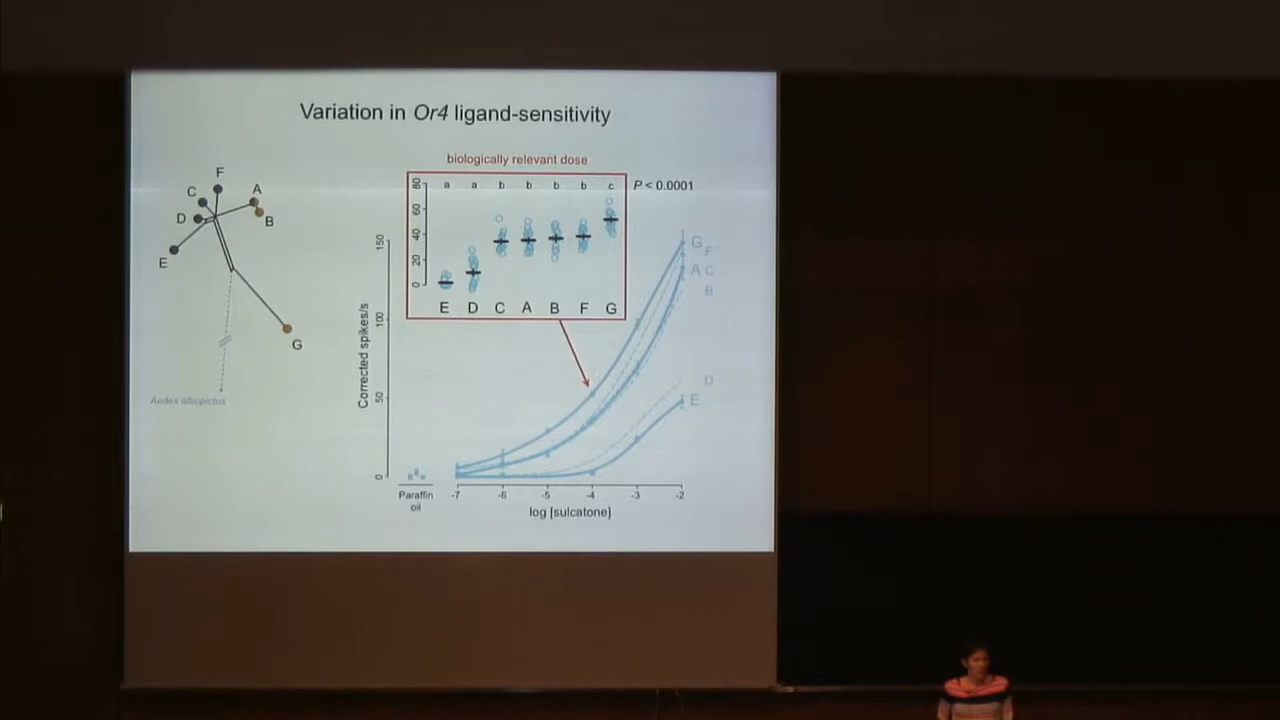 Variation in Or4 ligand-sensitivity
F
C
A
D
B
E
G
Aedes albopictus
biologically relevant dose
P < 0.0001
80
60
40
20
0
a a b b b b c
E D C A B F G
Corrected spikes/s
150
100
50
0
G F
A C
B
D
E
Paraffin
oil
-7 -6 -5 -4 -3 -2
log [sulcatone]